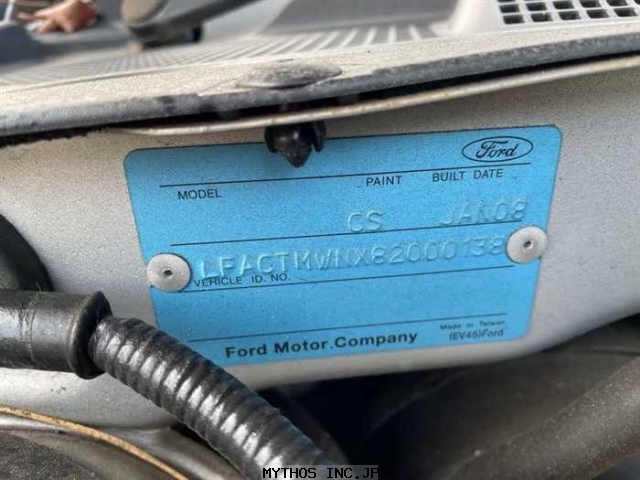 Ford
MODEL PAINT BUILT DATE
CS JAN08
LFACTMWNX82000138
VEHICLE ID. NO.
Made in Taiwan
Ford Motor Company (EV45)Ford
MYTHOS INC.JP